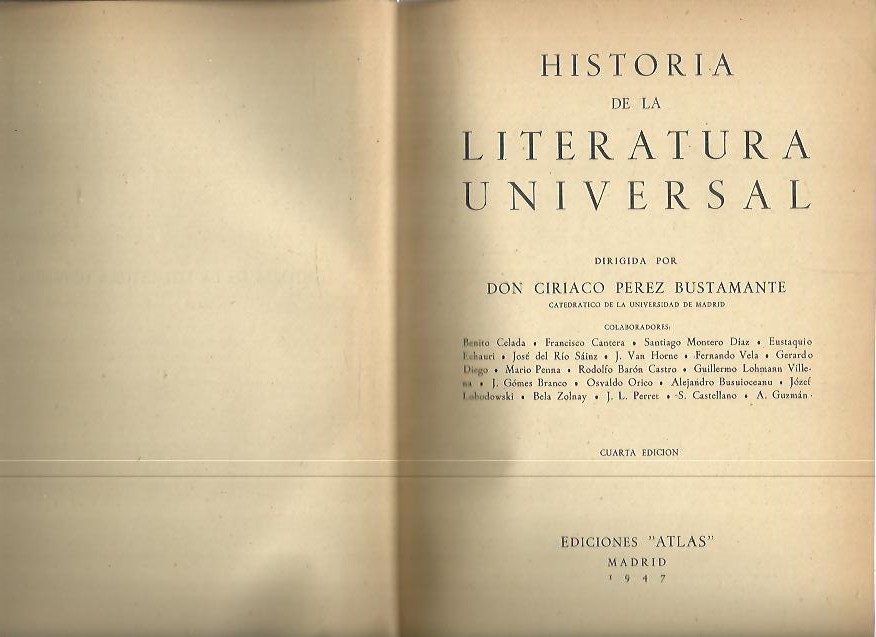 HISTORIA
DE LA
LITERATURA
UNIVERSAL
DIRIGIDA POR
DON CIRIACO PEREZ BUSTAMANTE
CATEDRATICO DE LA UNIVERSIDAD DE MADRID
COLABORADORES:
Benito Celada • Francisco Cantera • Santiago Montero Díaz • Eustaquio
Echauri • José del Río Sáinz • J. Van Horne • Fernando Vela • Gerardo
Diego • Mario Penna • Rodolfo Barón Castro • Guillermo Lohmann Ville-
na • J. Gómes Branco • Osvaldo Orico • Alejandro Busuioceanu • Józef
Lobodowski • Bela Zolnay • J. L. Perret • S. Castellano • A. Guzmán
CUARTA EDICION
EDICIONES "ATLAS"
MADRID
1947